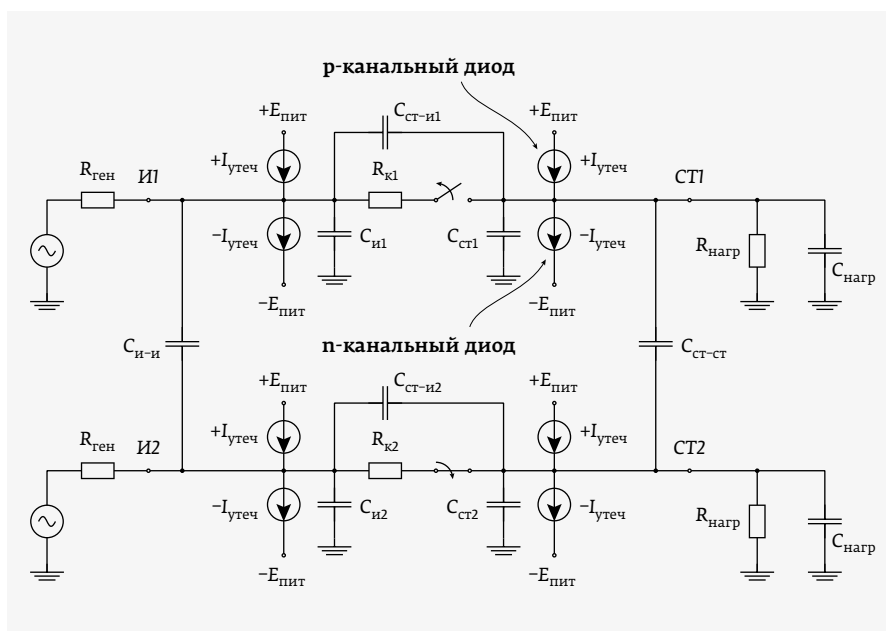 p-канальный диод
+Eпит
Cст-и1
+Eпит
Rген
И1
+Iутеч
Rк1
+Iутеч
СТ1
−Iутеч
Cи1
Cст1
−Iутеч
Rнагр
Cнагр
−Eпит
−Eпит
Cи-и
n-канальный диод
Cст-ст
+Eпит
Cст-и2
+Eпит
Rген
И2
+Iутеч
Rк2
+Iутеч
СТ2
−Iутеч
Cи2
Cст2
−Iутеч
Rнагр
Cнагр
−Eпит
−Eпит